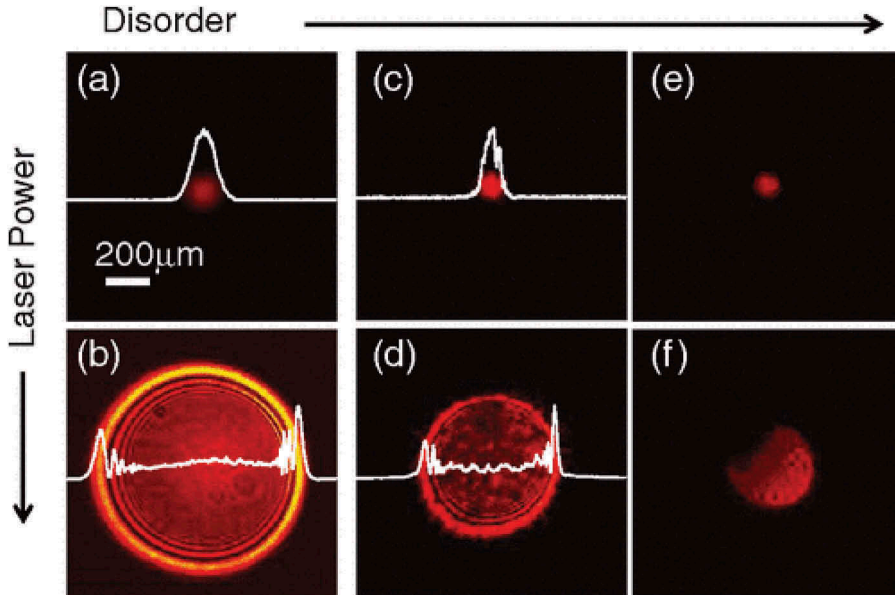 Disorder
(a)
(c)
(e)
Laser Power
200μm
(b)
(d)
(f)